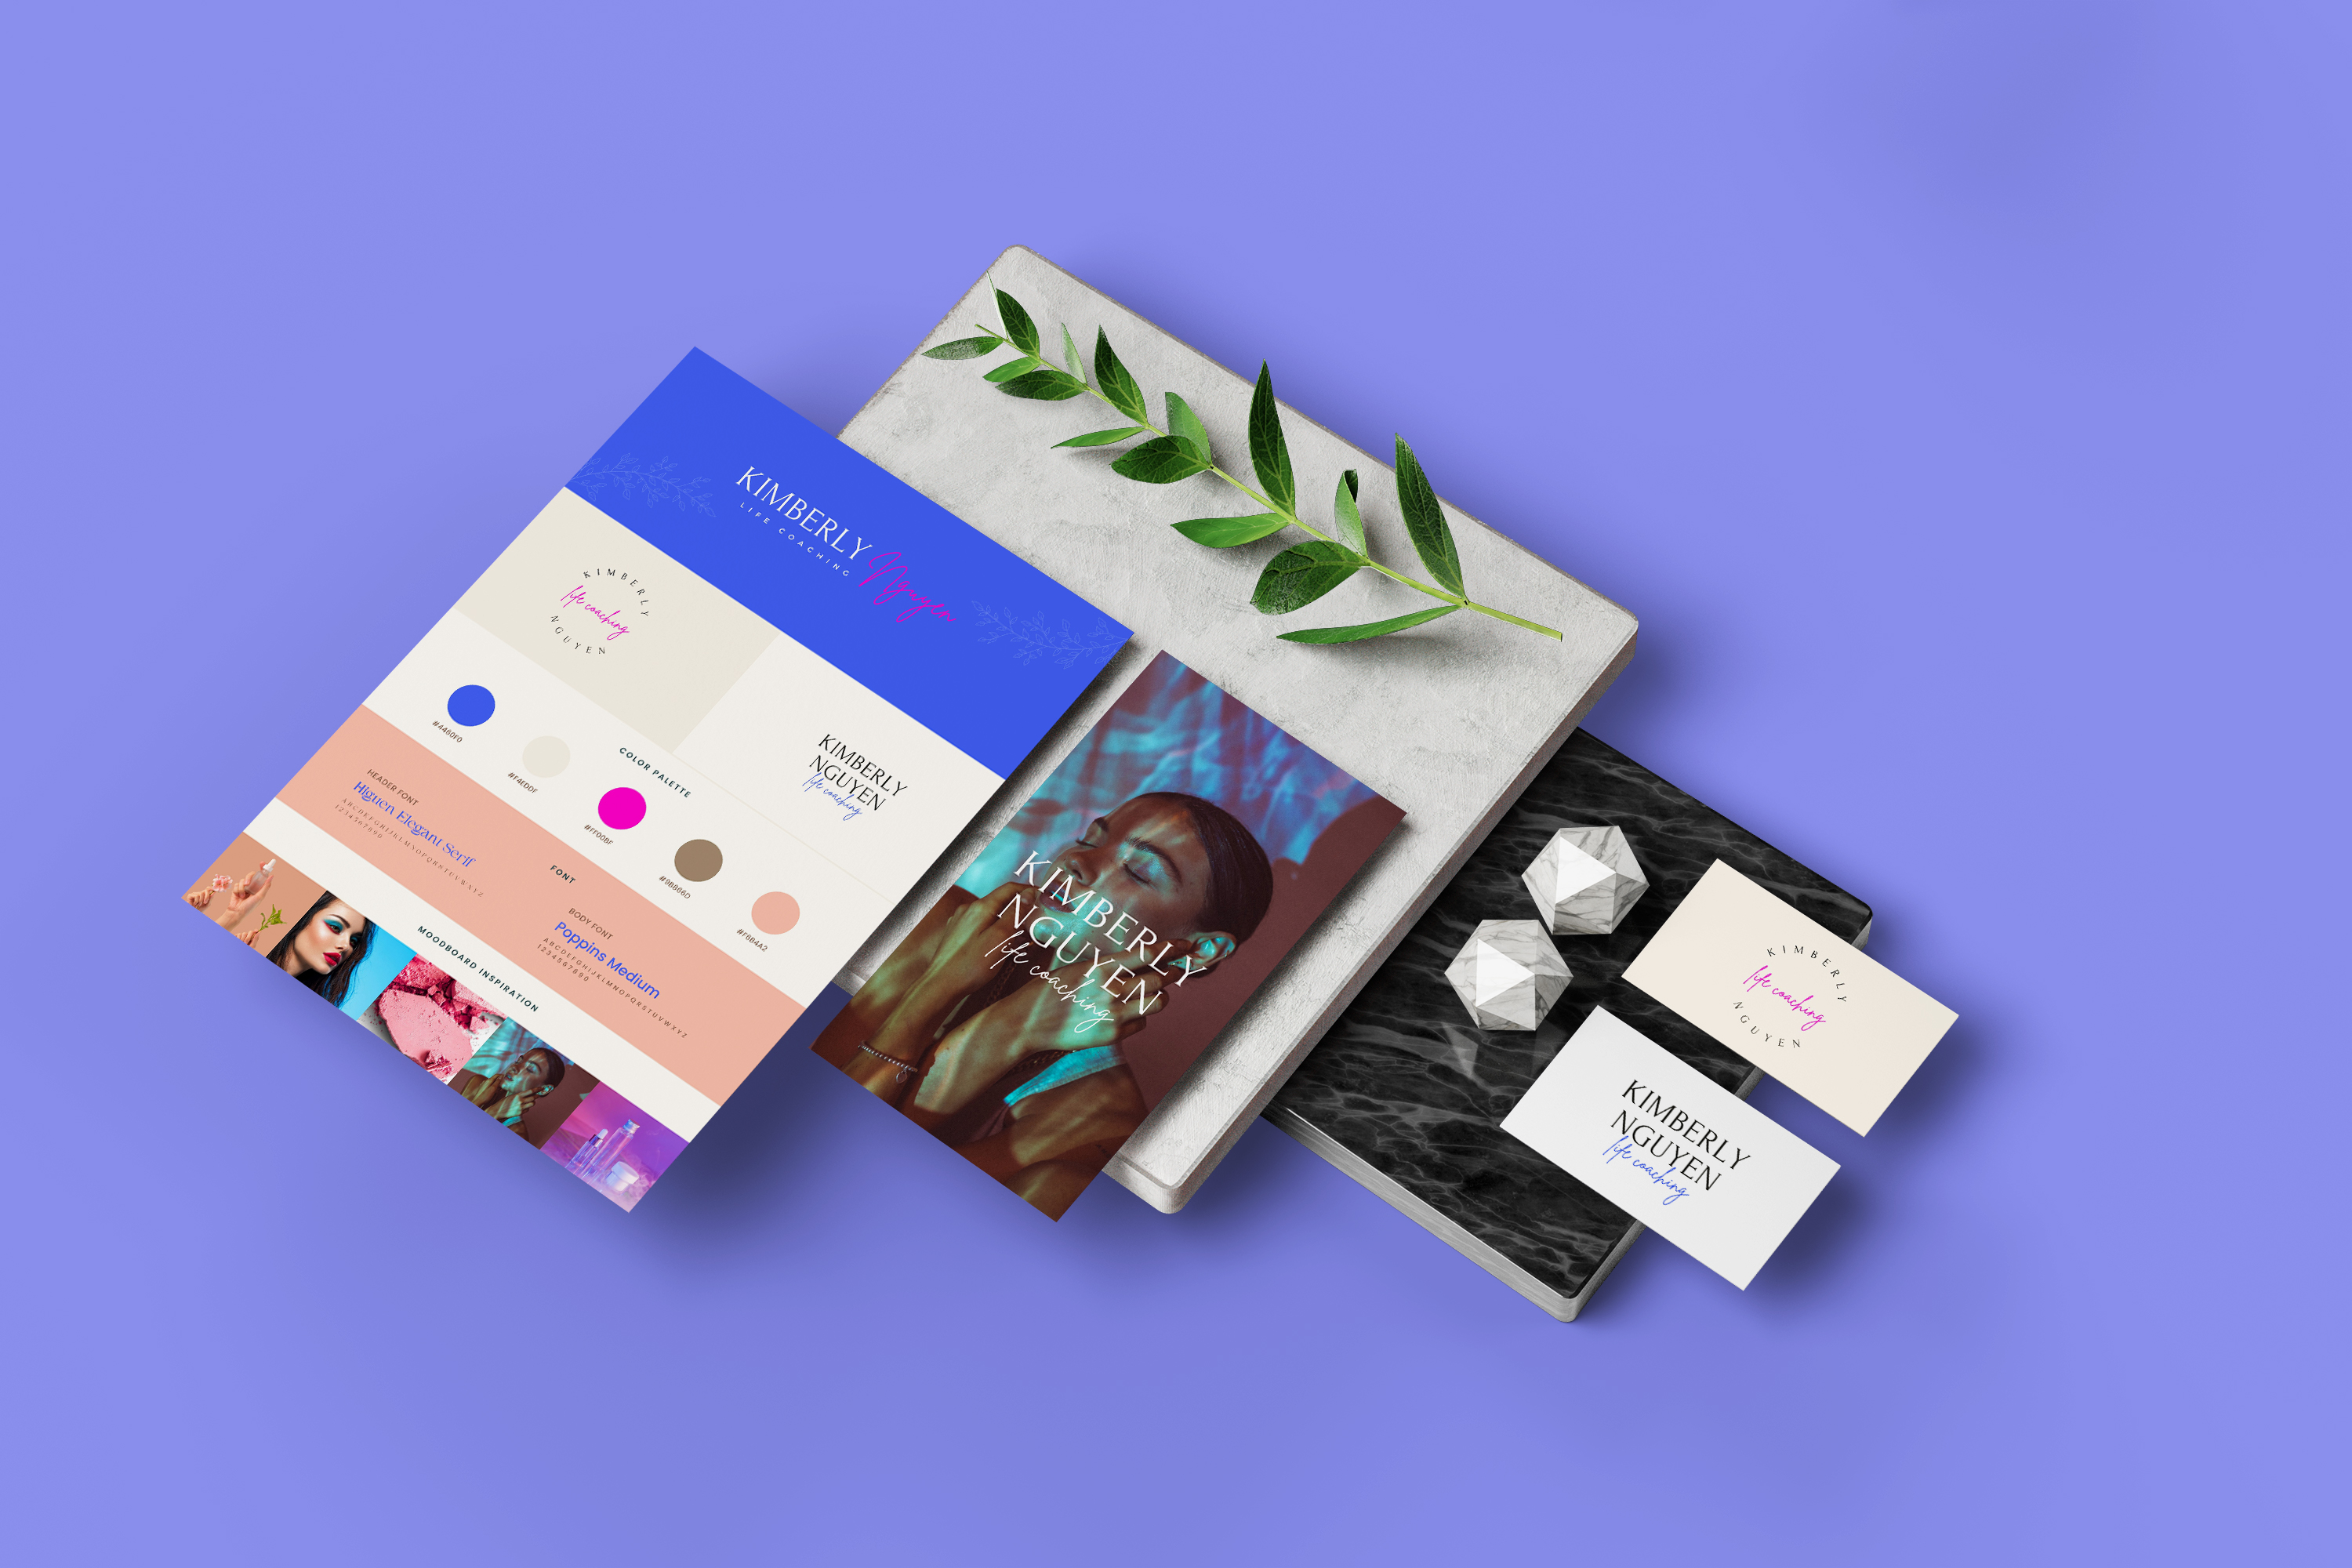 KIMBERLY Nguyen
LIFE COACHING
KIMBERLY
life coaching
NGUYEN
KIMBERLY
NGUYEN
life coaching
COLOR PALETTE
#4460F0
#F4EDDF
#FF00BF
#9B866D
#F6B4A2
FONT
HEADER FONT
Higuen Elegant Serif
ABCDEFGHIJKLMNOPQRSTUVWXYZ
1234567890
BODY FONT
Poppins Medium
ABCDEFGHIJKLMNOPQRSTUVWXYZ
1234567890
MOODBOARD INSPIRATION
KIMBERLY
NGUYEN
life coaching
KIMBERLY
life coaching
NGUYEN
KIMBERLY
NGUYEN
life coaching